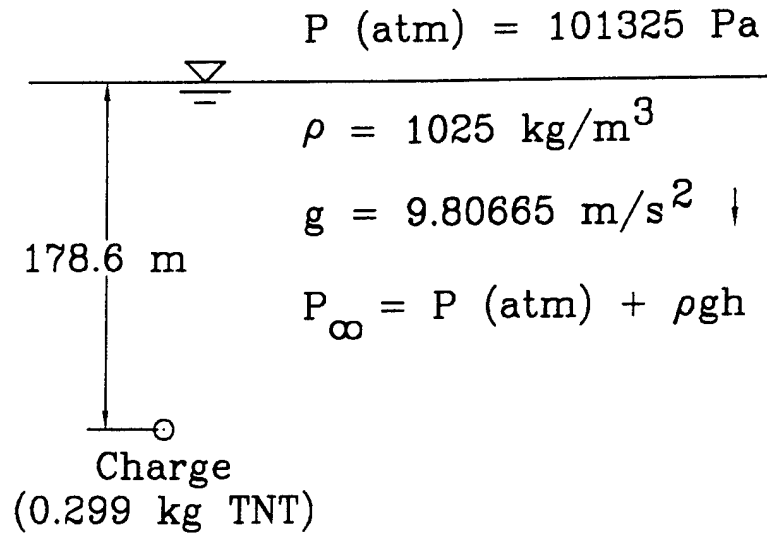 P (atm) = 101325 Pa
ρ = 1025 kg/m³
g = 9.80665 m/s² ↓
178.6 m
P∞ = P (atm) + ρgh
Charge
(0.299 kg TNT)